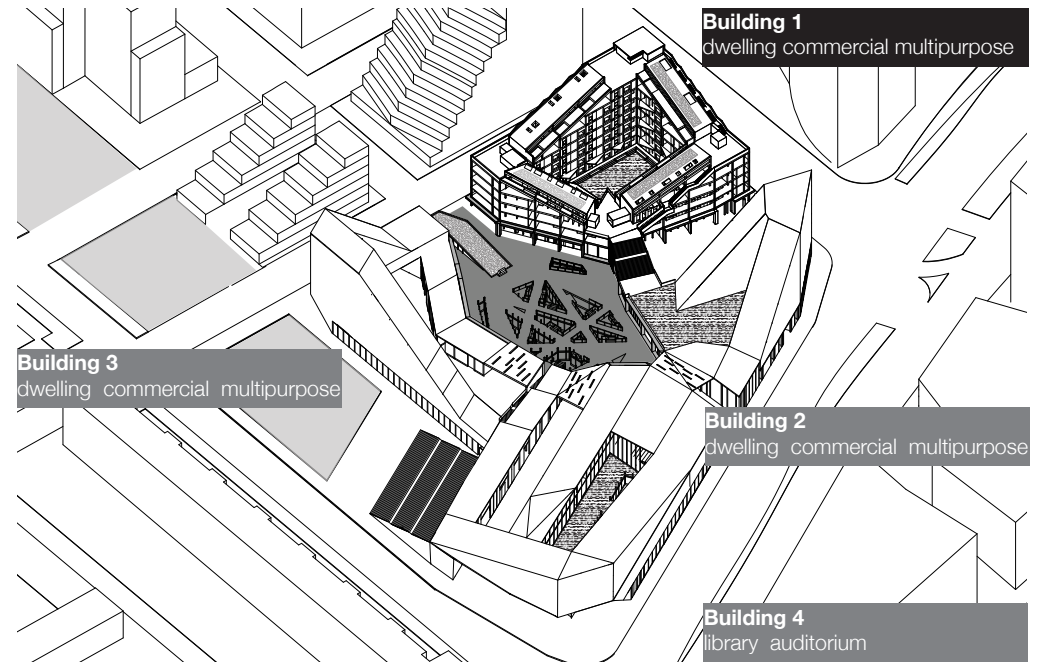 Building 1
dwelling commercial multipurpose
Building 3
dwelling commercial multipurpose
Building 2
dwelling commercial multipurpose
Building 4
library auditorium